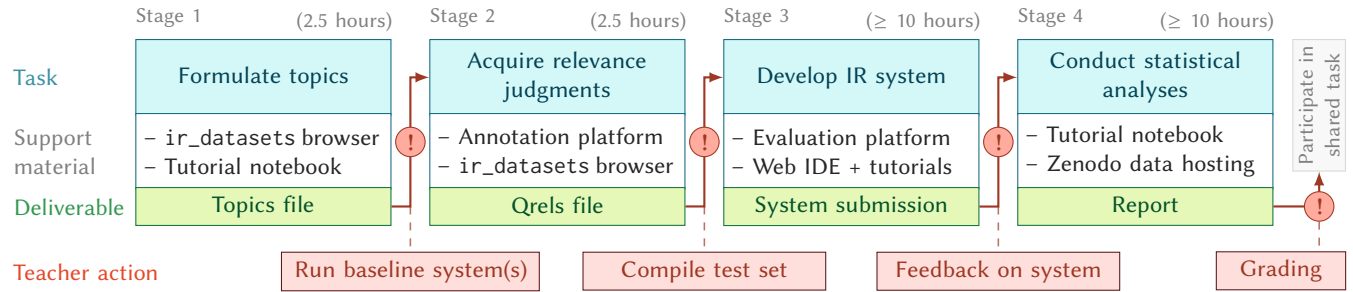 Stage 1 (2.5 hours) Stage 2 (2.5 hours) Stage 3 (≥ 10 hours) Stage 4 (≥ 10 hours)
Task
Formulate topics
Acquire relevance
judgments
Develop IR system
Conduct statistical
analyses
Participate in
shared task
Support
material
– ir_datasets browser
– Tutorial notebook
!
– Annotation platform
– ir_datasets browser
!
– Evaluation platform
– Web IDE + tutorials
!
– Tutorial notebook
– Zenodo data hosting
Deliverable
Topics file
Qrels file
System submission
Report
!
Teacher action
Run baseline system(s)
Compile test set
Feedback on system
Grading